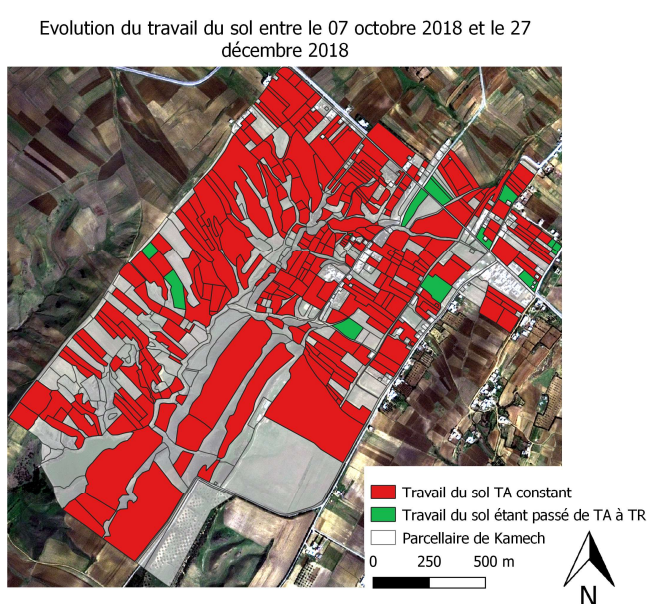 Evolution du travail du sol entre le 07 octobre 2018 et le 27
décembre 2018
Travail du sol TA constant
Travail du sol étant passé de TA à TR
Parcellaire de Kamech
0 250 500 m
N